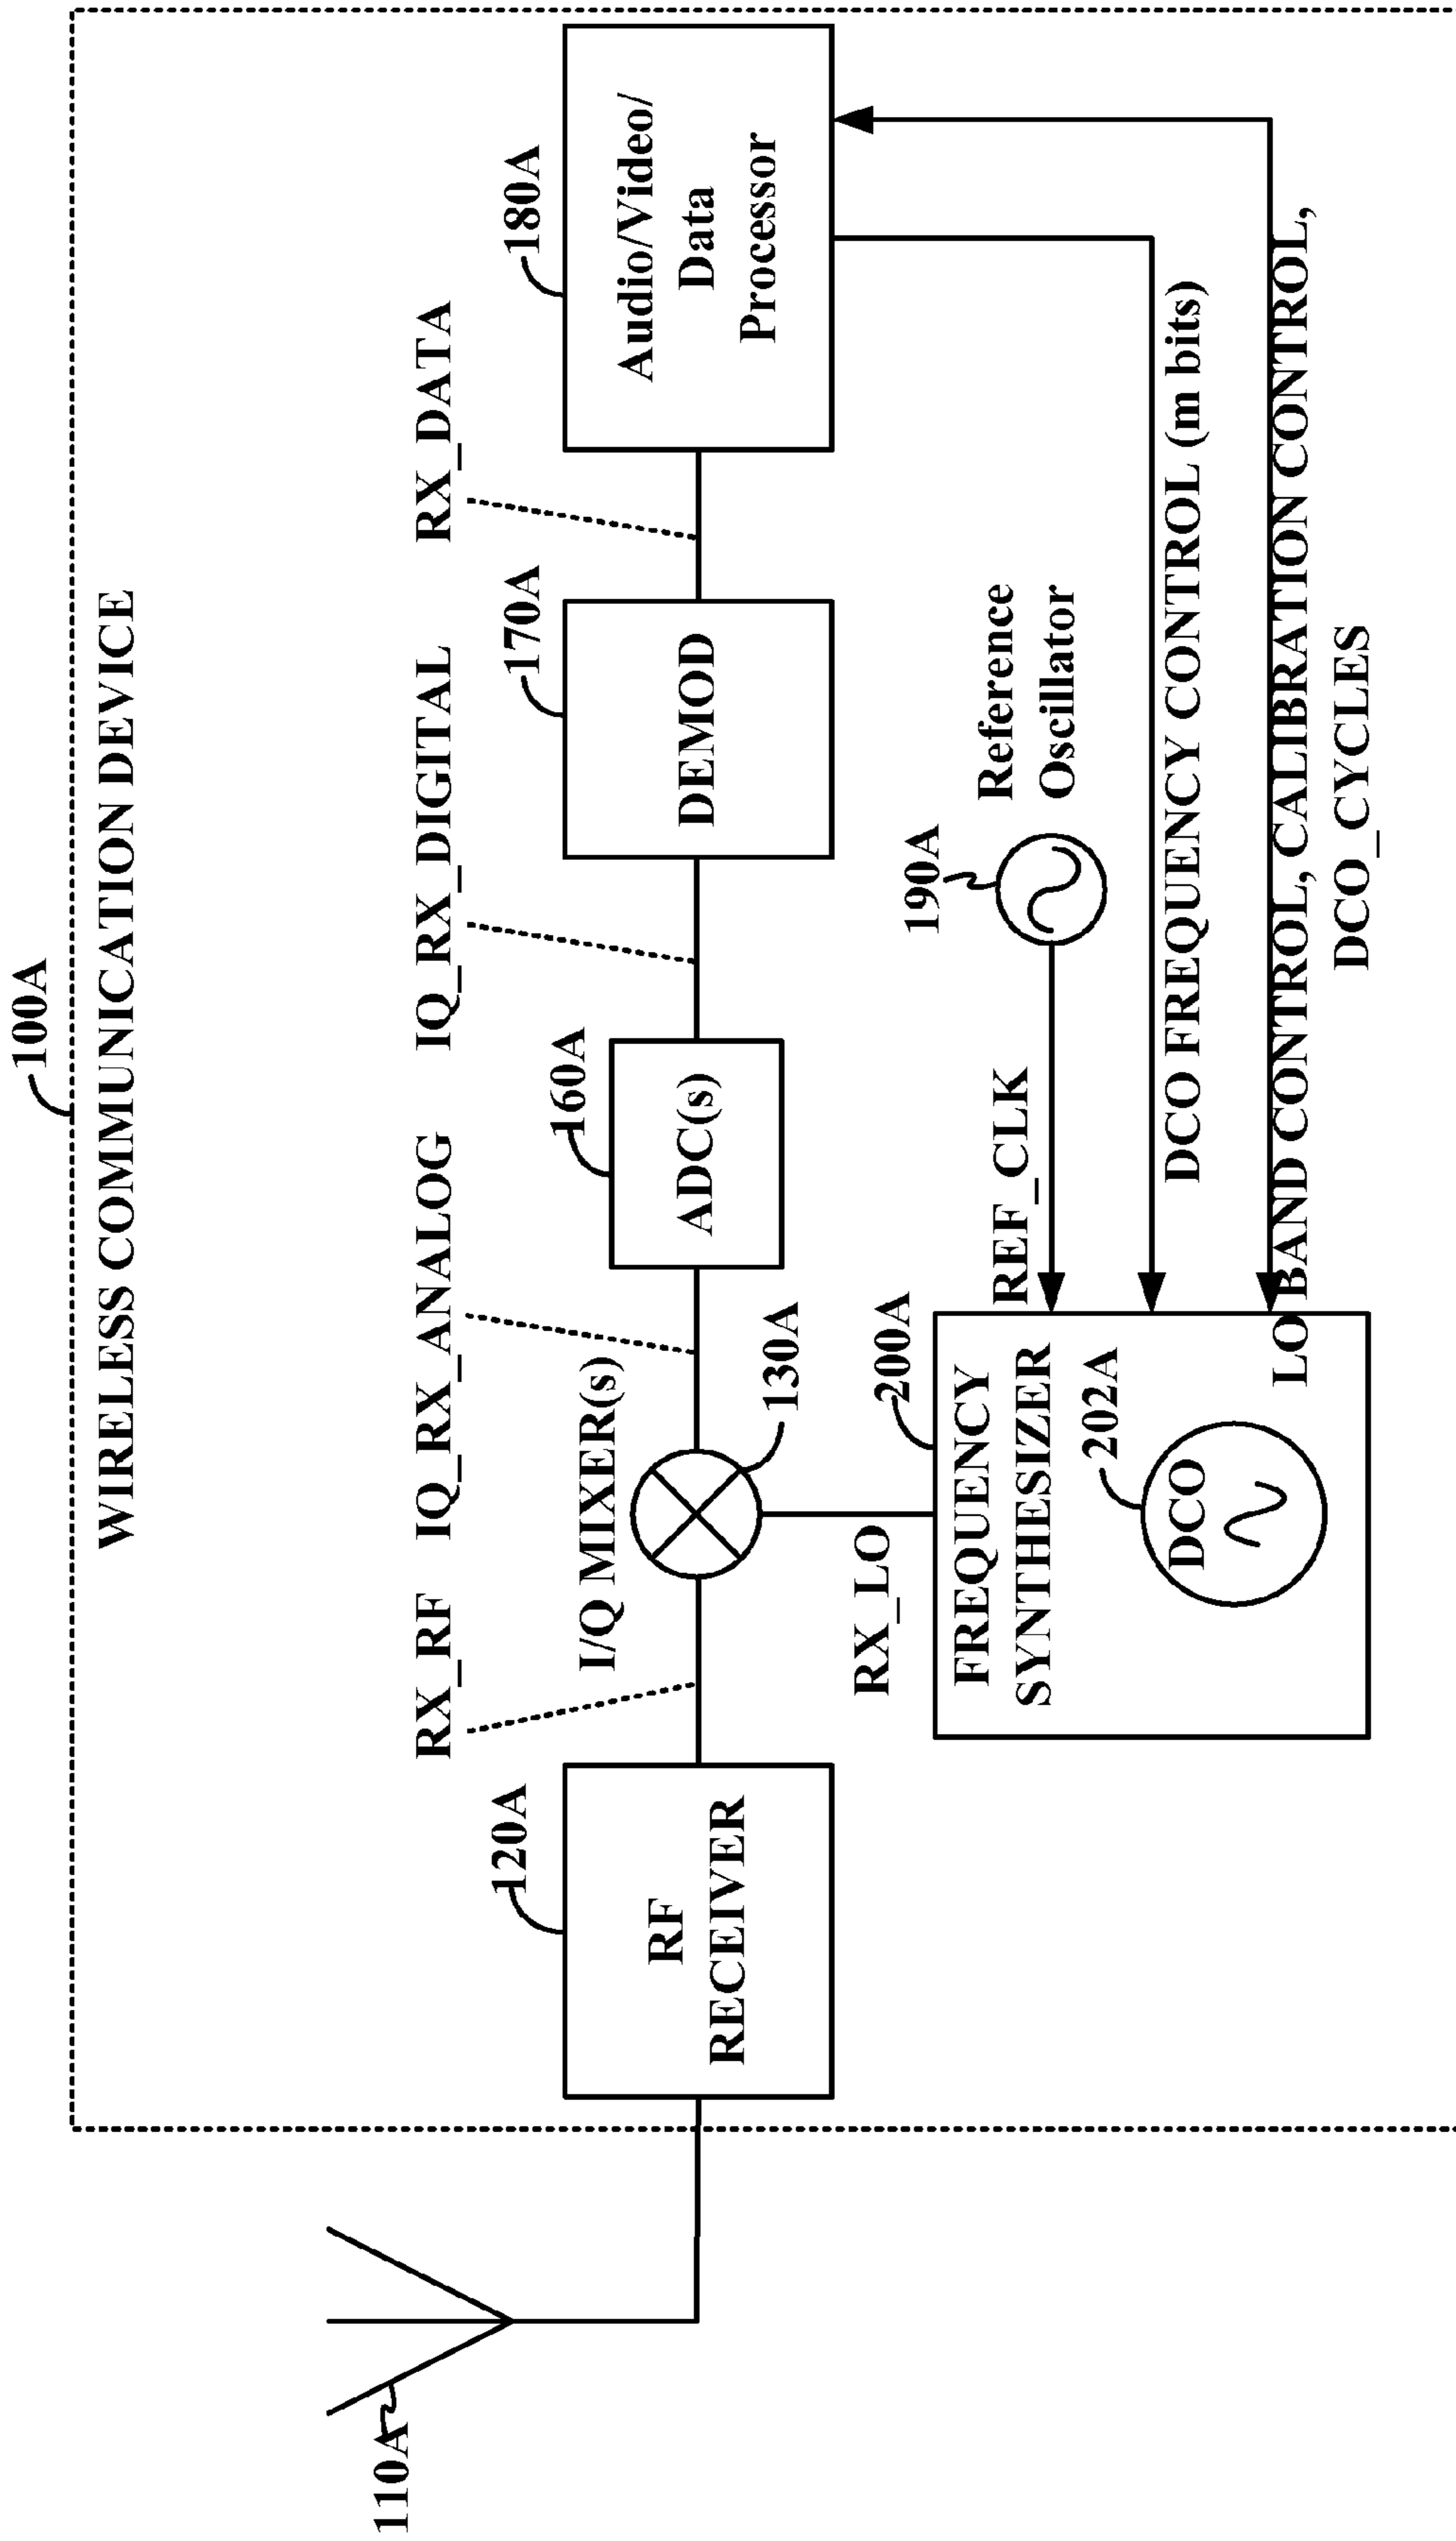 100A
WIRELESS COMMUNICATION DEVICE
RX_RF
IQ_RX_ANALOG
IQ_RX_DIGITAL
RX_DATA
110A
120A
RF
RECEIVER
I/Q MIXER(s)
130A
160A
ADC(s)
170A
DEMOD
180A
Audio/Video/
Data
Processor
RX_LO
200A
FREQUENCY
SYNTHESIZER
202A
DCO
REF_CLK
190A
Reference
Oscillator
DCO FREQUENCY CONTROL (m bits)
LO BAND CONTROL, CALIBRATION CONTROL,
DCO_CYCLES